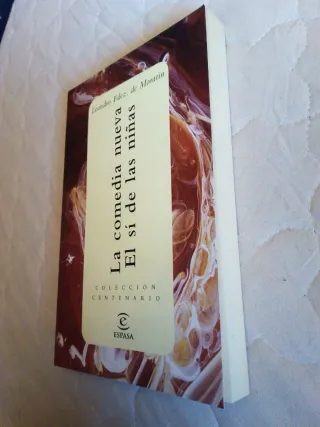 Leandro Fdez. de Moratín
La comedia nueva
El sí de las niñas
COLECCIÓN
CENTENARIO
e
ESPASA